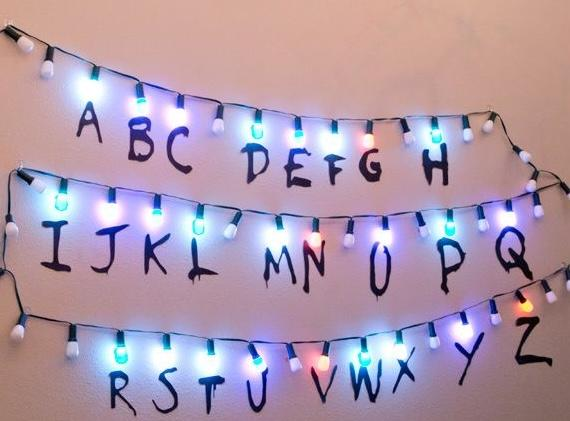 A B C D E F G H
I J K L M N O P Q
R S T U V W X Y Z